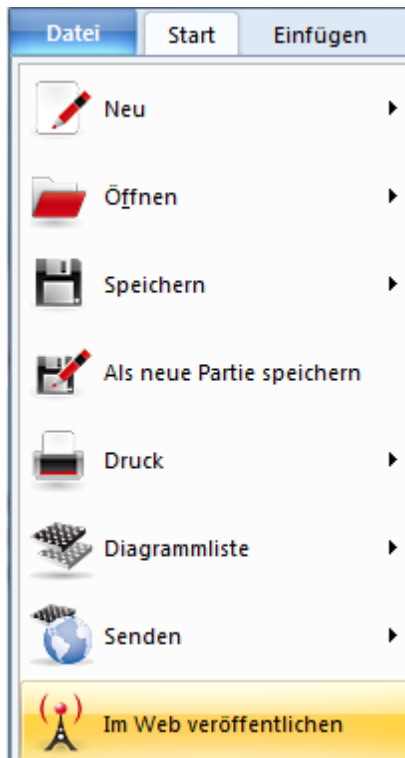 Datei Start Einfügen
Neu
Öffnen
Speichern
Als neue Partie speichern
Druck
Diagrammliste
Senden
Im Web veröffentlichen